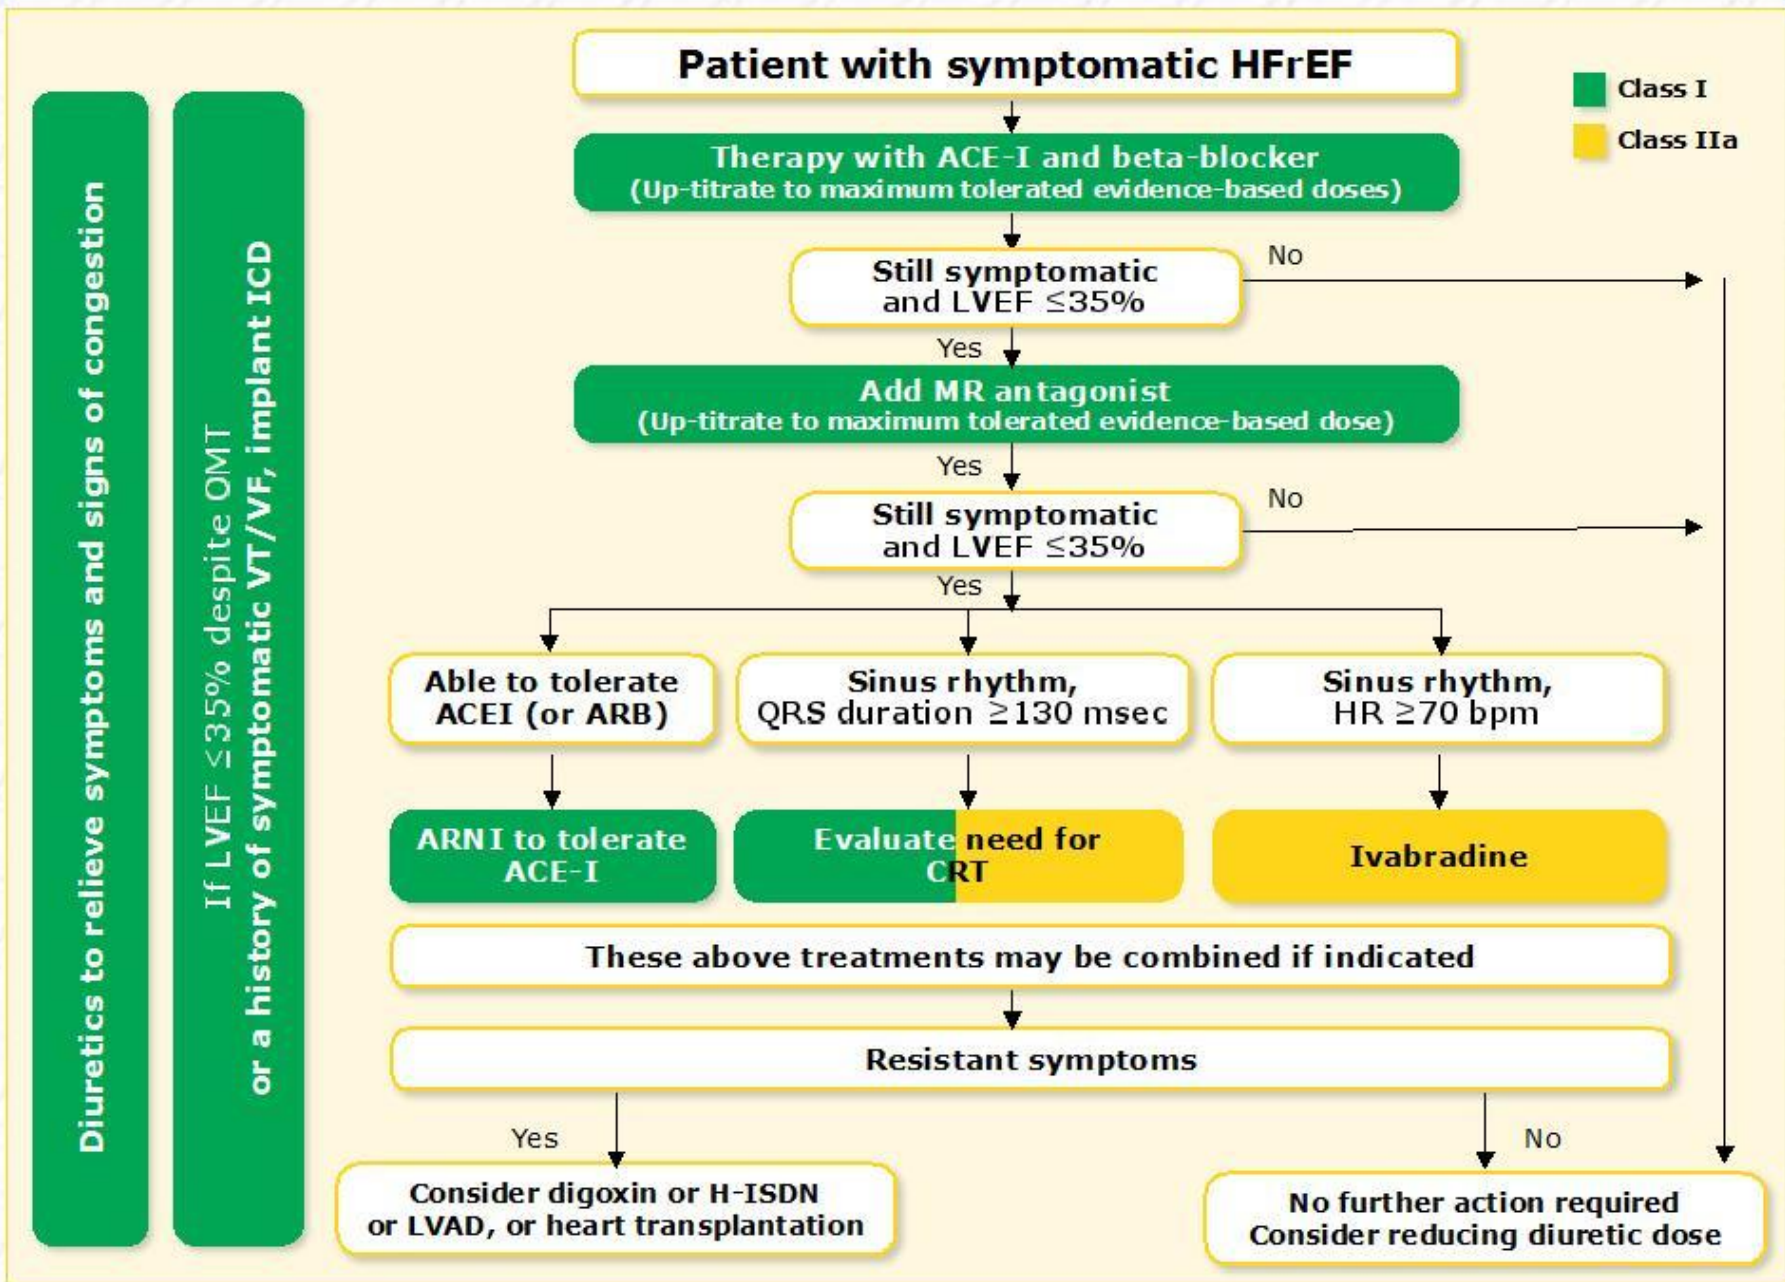 Patient with symptomatic HFrEF
Class I
Class IIa
Therapy with ACE-I and beta-blocker
(Up-titrate to maximum tolerated evidence-based doses)
Still symptomatic
and LVEF ≤35%
No
Yes
Add MR antagonist
(Up-titrate to maximum tolerated evidence-based dose)
Yes
Still symptomatic
and LVEF ≤35%
No
Yes
Able to tolerate
ACEI (or ARB)
Sinus rhythm,
QRS duration ≥130 msec
Sinus rhythm,
HR ≥70 bpm
ARNI to tolerate
ACE-I
Evaluate need for
CRT
Ivabradine
These above treatments may be combined if indicated
Resistant symptoms
Yes
No
Consider digoxin or H-ISDN
or LVAD, or heart transplantation
No further action required
Consider reducing diuretic dose
Diuretics to relieve symptoms and signs of congestion
If LVEF ≤35% despite OMT
or a history of symptomatic VT/VF, implant ICD